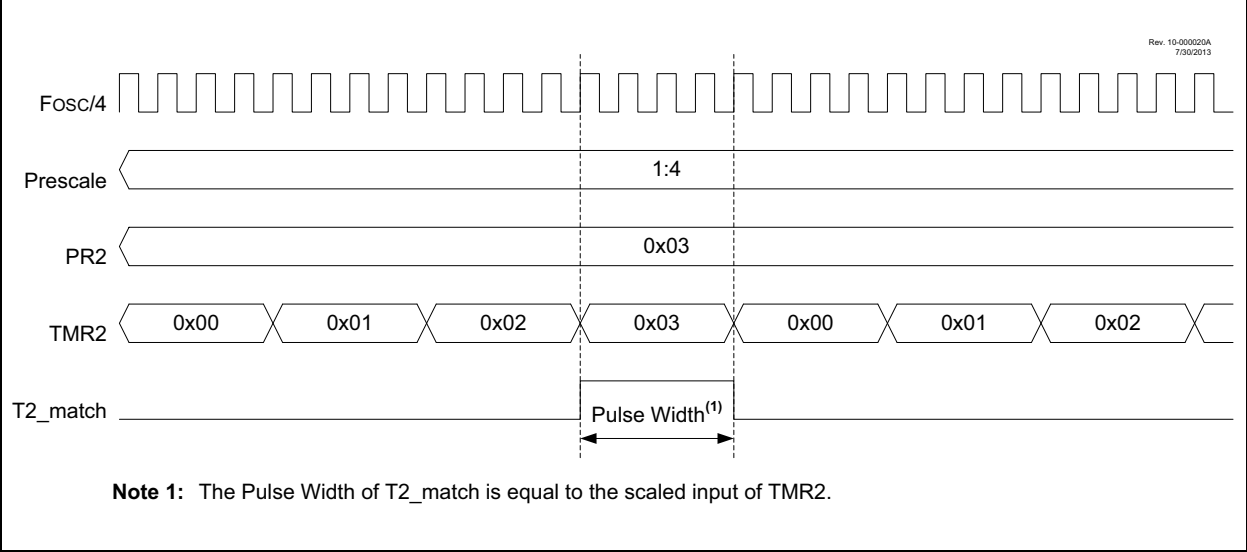 Rev. 10-000020A
7/30/2013
FOSC/4
Prescale
1:4
PR2
0x03
TMR2
0x00
0x01
0x02
0x03
0x00
0x01
0x02
T2_match
Pulse Width(1)
Note 1: The Pulse Width of T2_match is equal to the scaled input of TMR2.